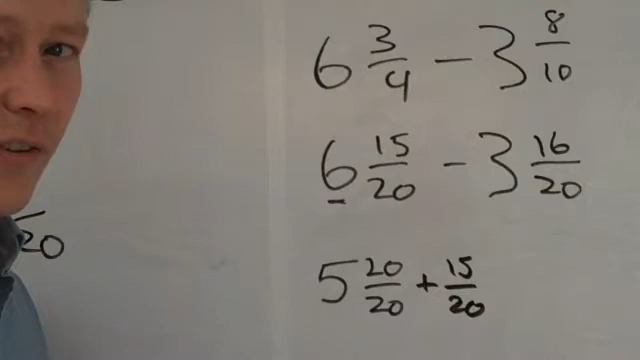 6 3/4 - 3 8/10
6 15/20 - 3 16/20
20
5 20/20 + 15/20